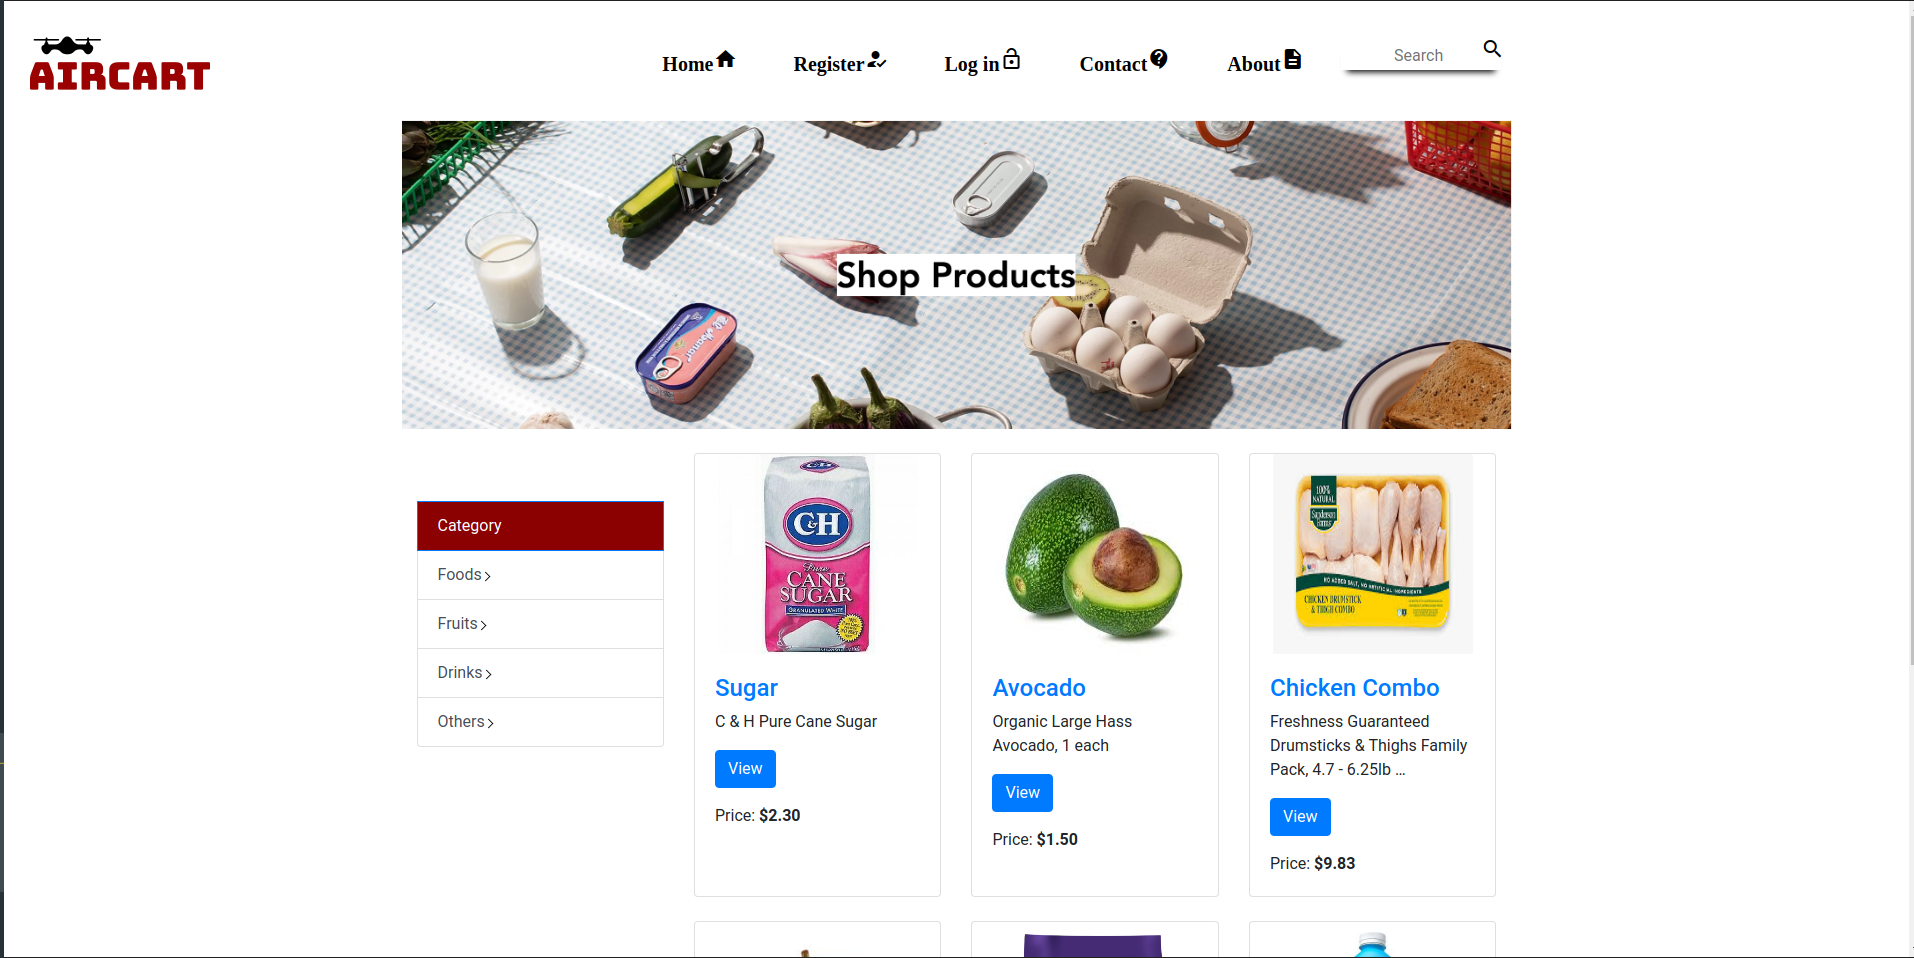 AIRCART
Home
Register
Log in
Contact
About
Search
Shop Products
Category
Foods
Fruits
Drinks
Others
C&H
Pure
CANE
SUGAR
GRANULATED WHITE
Sugar
C & H Pure Cane Sugar
View
Price: $2.30
Avocado
Organic Large Hass
Avocado, 1 each
View
Price: $1.50
100%
NATURAL
Sanderson
Farms
NO ADDED SALT, NO ARTIFICIAL INGREDIENTS
CHICKEN DRUMSTICK
& THIGH COMBO
Chicken Combo
Freshness Guaranteed
Drumsticks & Thighs Family
Pack, 4.7 - 6.25lb ...
View
Price: $9.83